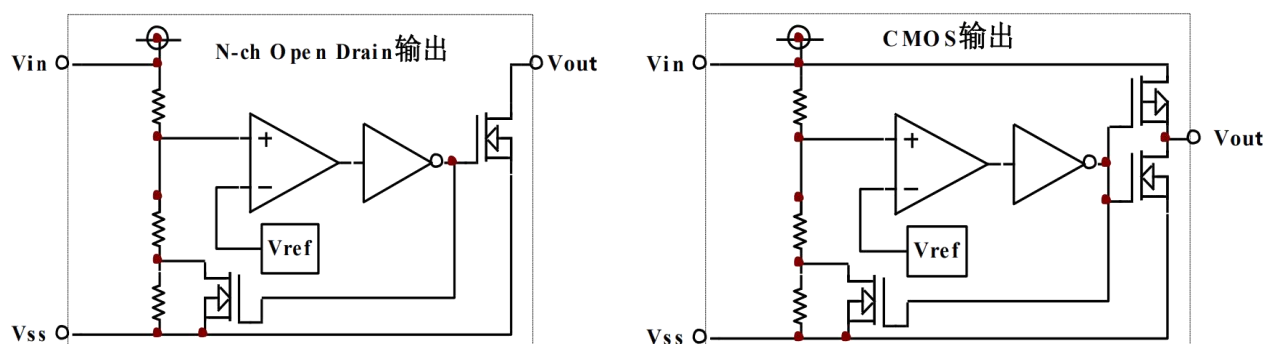 N-ch Open Drain输出
Vin
Vout
+
−
Vref
Vss
CMOS输出
Vin
+
−
Vout
Vref
Vss